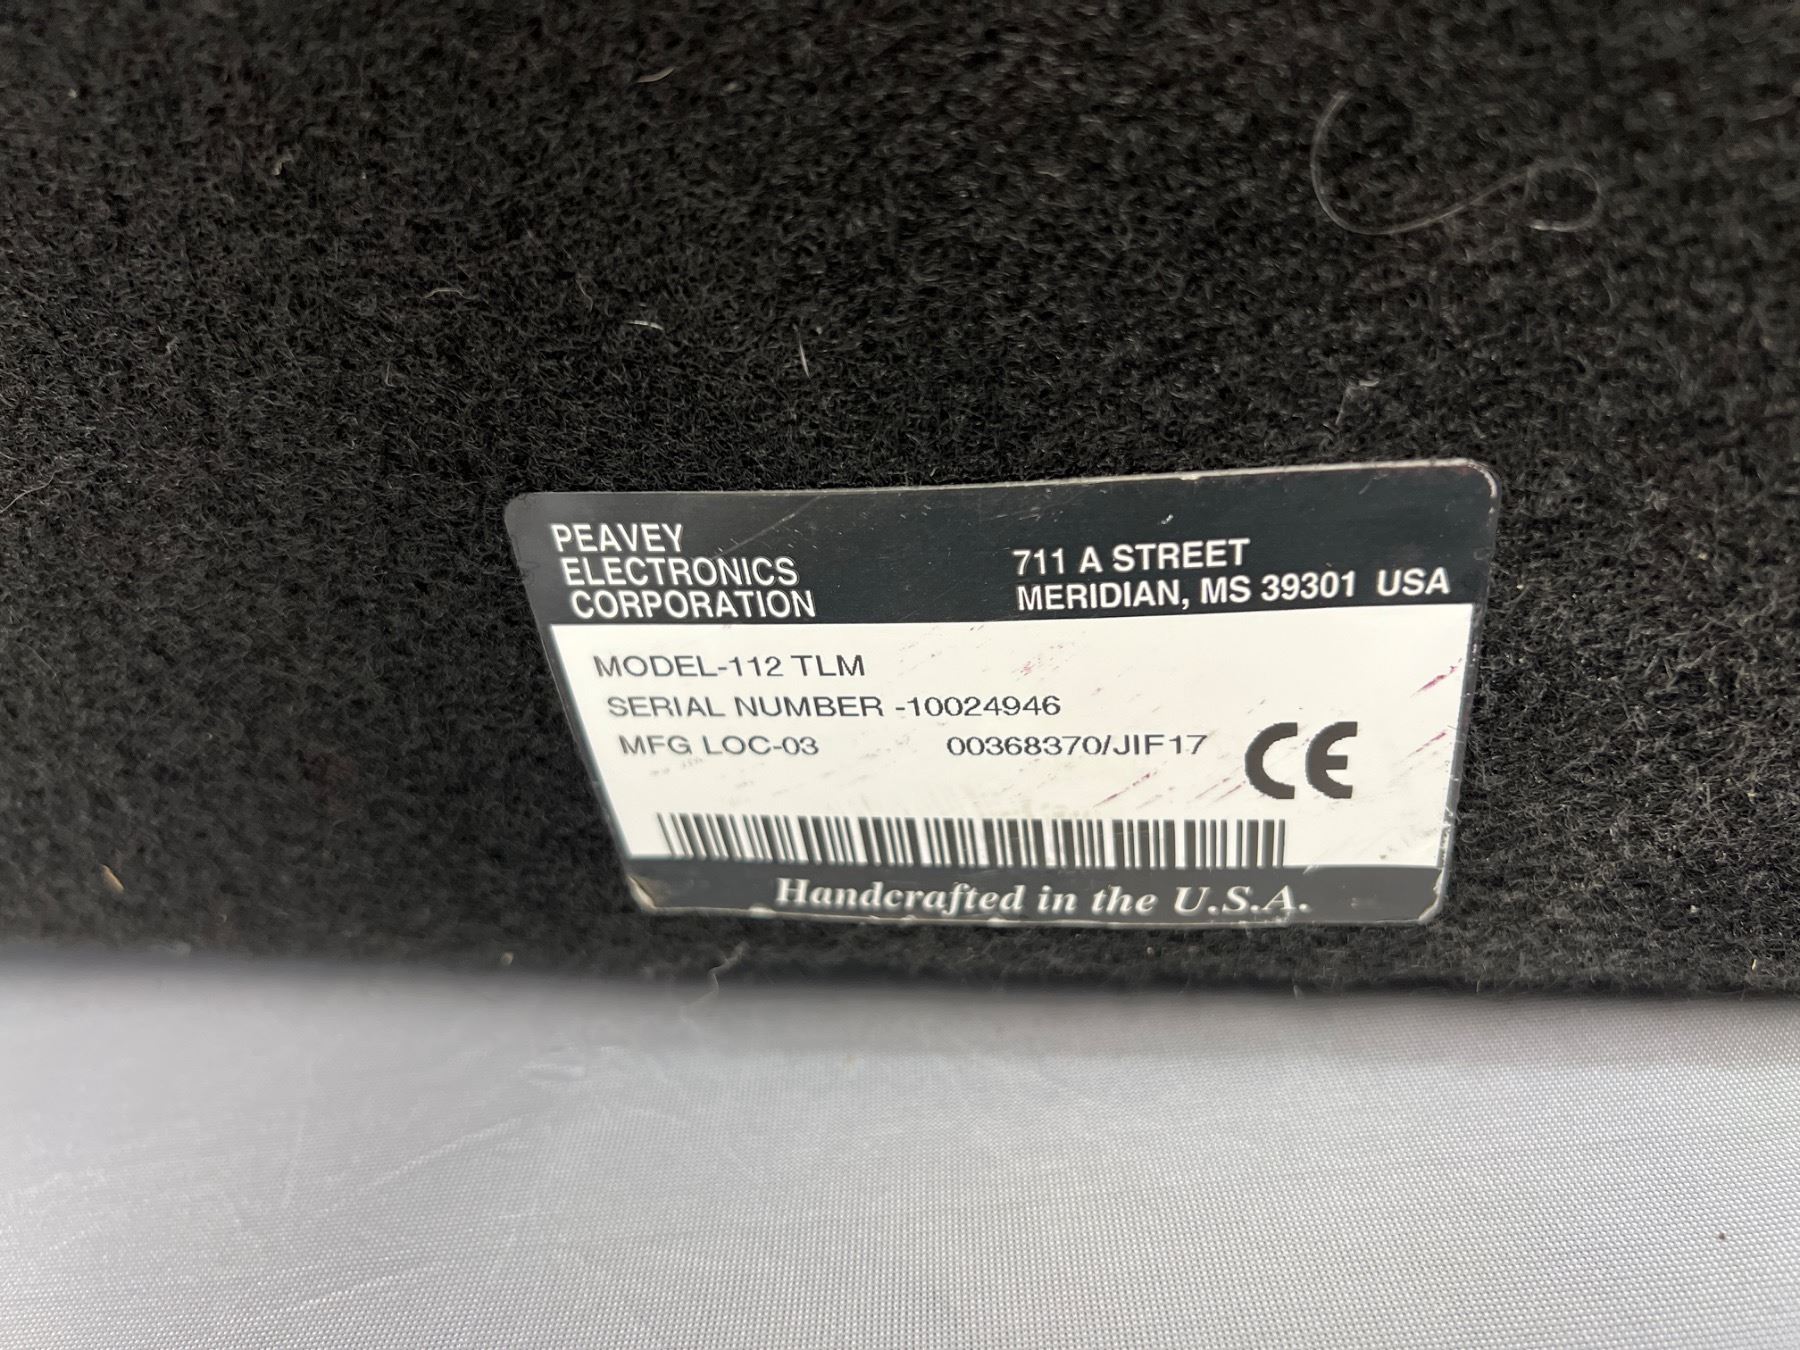 PEAVEY
ELECTRONICS
CORPORATION
711 A STREET
MERIDIAN, MS 39301 USA
MODEL-112 TLM
SERIAL NUMBER -10024946
MFG LOC-03 00368370/JIF17
CE
Handcrafted in the U.S.A.